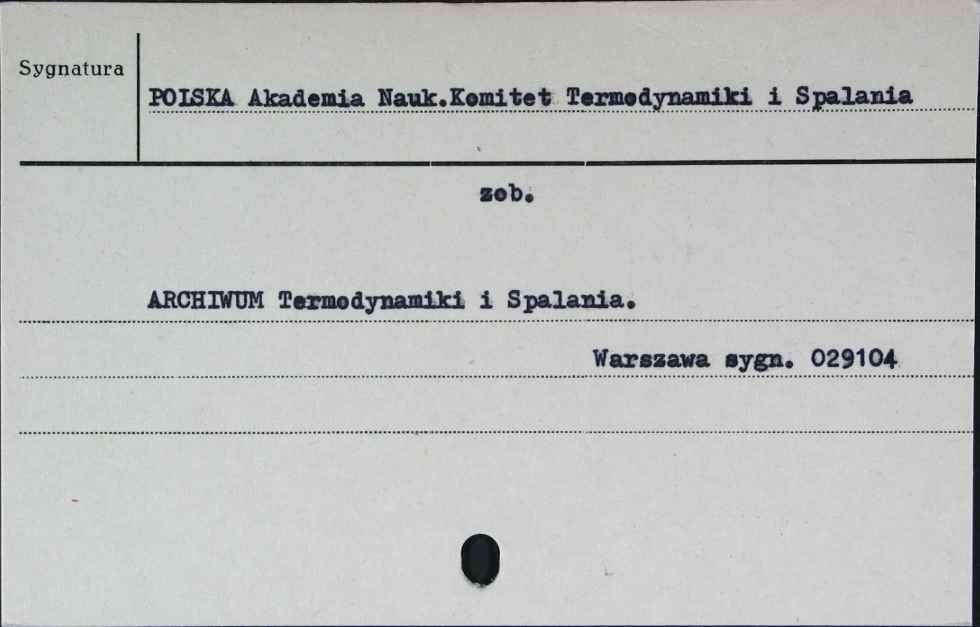 Sygnatura
POLSKA Akademia Nauk.Komitet Termodynamiki i Spalania
zob.
ARCHIWUM Termodynamiki i Spalania.
Warszawa sygn. 029104